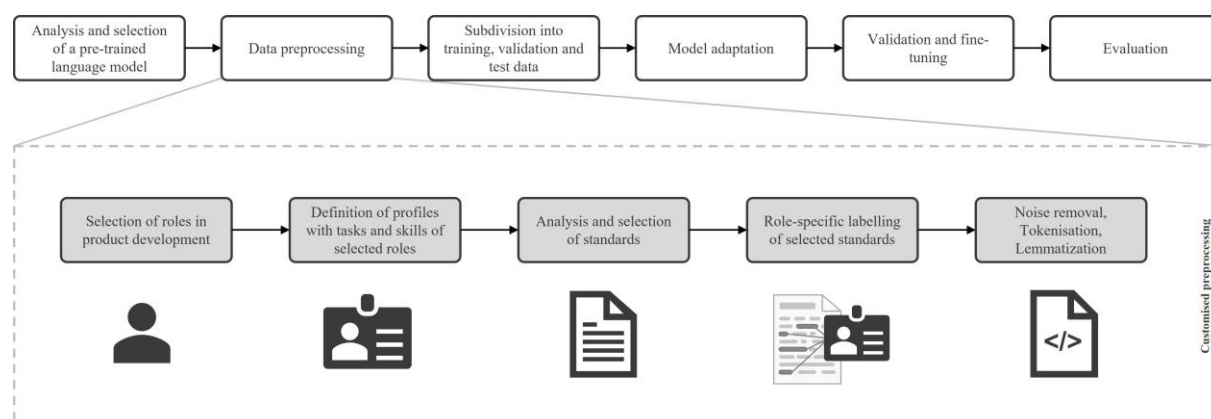 Analysis and selection
of a pre-trained
language model
Data preprocessing
Subdivision into
training, validation and
test data
Model adaptation
Validation and fine-
tuning
Evaluation
Selection of roles in
product development
Definition of profiles
with tasks and skills of
selected roles
Analysis and selection
of standards
Role-specific labelling
of selected standards
Noise removal,
Tokenisation,
Lemmatization
Customised preprocessing
</>